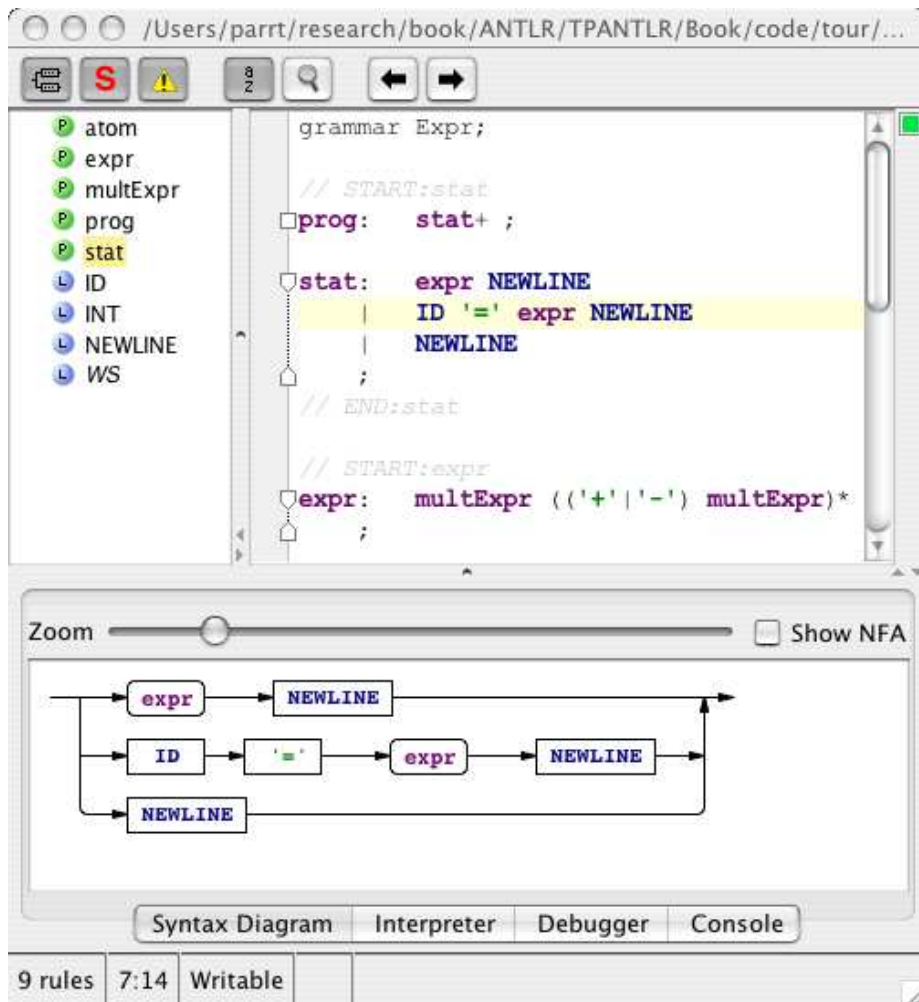 /Users/parrt/research/book/ANTLR/TPANTLR/Book/code/tour/...
S
a
z
P atom
P expr
P multExpr
P prog
P stat
L ID
L INT
L NEWLINE
L WS
grammar Expr;
// START:stat
prog: stat+ ;
stat: expr NEWLINE
| ID '=' expr NEWLINE
| NEWLINE
;
// END:stat
// START:expr
expr: multExpr (('+'|'-') multExpr)*
;
Zoom
Show NFA
expr NEWLINE
ID '=' expr NEWLINE
NEWLINE
Syntax Diagram Interpreter Debugger Console
9 rules 7:14 Writable